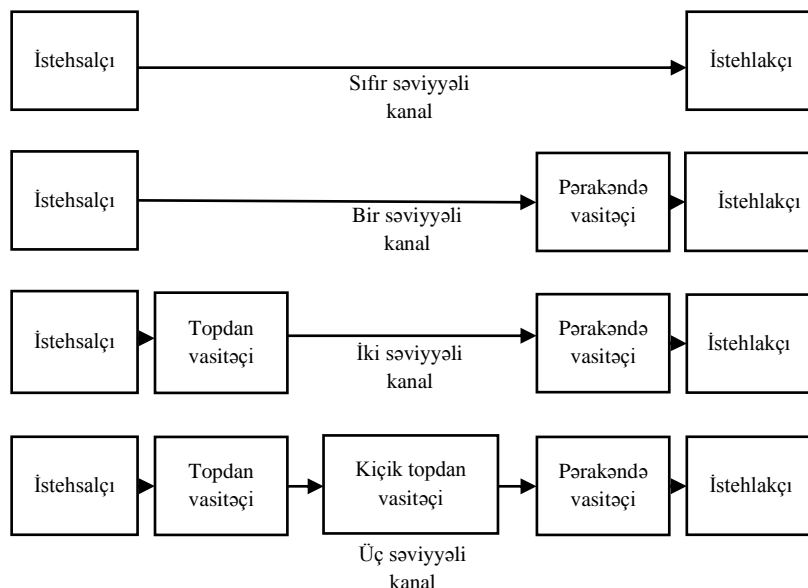 İstehsalçı
İstehlakçı
Sıfır səviyyəli
kanal
İstehsalçı
Pərakəndə
vasitəçi
İstehlakçı
Bir səviyyəli
kanal
İstehsalçı
Topdan
vasitəçi
Pərakəndə
vasitəçi
İstehlakçı
İki səviyyəli
kanal
İstehsalçı
Topdan
vasitəçi
Kiçik topdan
vasitəçi
Pərakəndə
vasitəçi
İstehlakçı
Üç səviyyəli
kanal